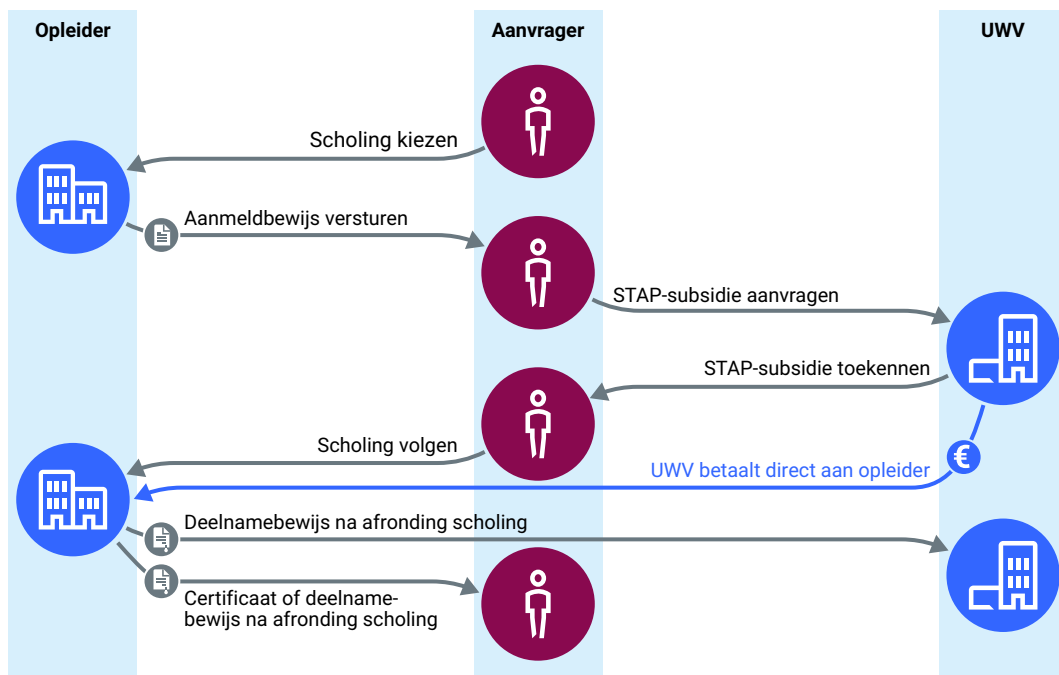 Opleider
Aanvrager
UWV
Scholing kiezen
Aanmeldbewijs versturen
STAP-subsidie aanvragen
STAP-subsidie toekennen
Scholing volgen
UWV betaalt direct aan opleider
€
Deelnamebewijs na afronding scholing
Certificaat of deelname-
bewijs na afronding scholing